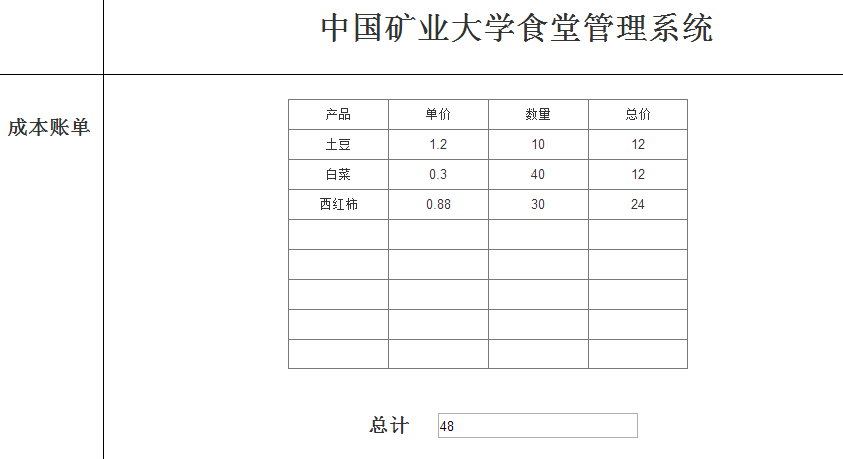 中国矿业大学食堂管理系统
成本账单
产品 单价 数量 总价
土豆 1.2 10 12
白菜 0.3 40 12
西红柿 0.88 30 24
总计 48